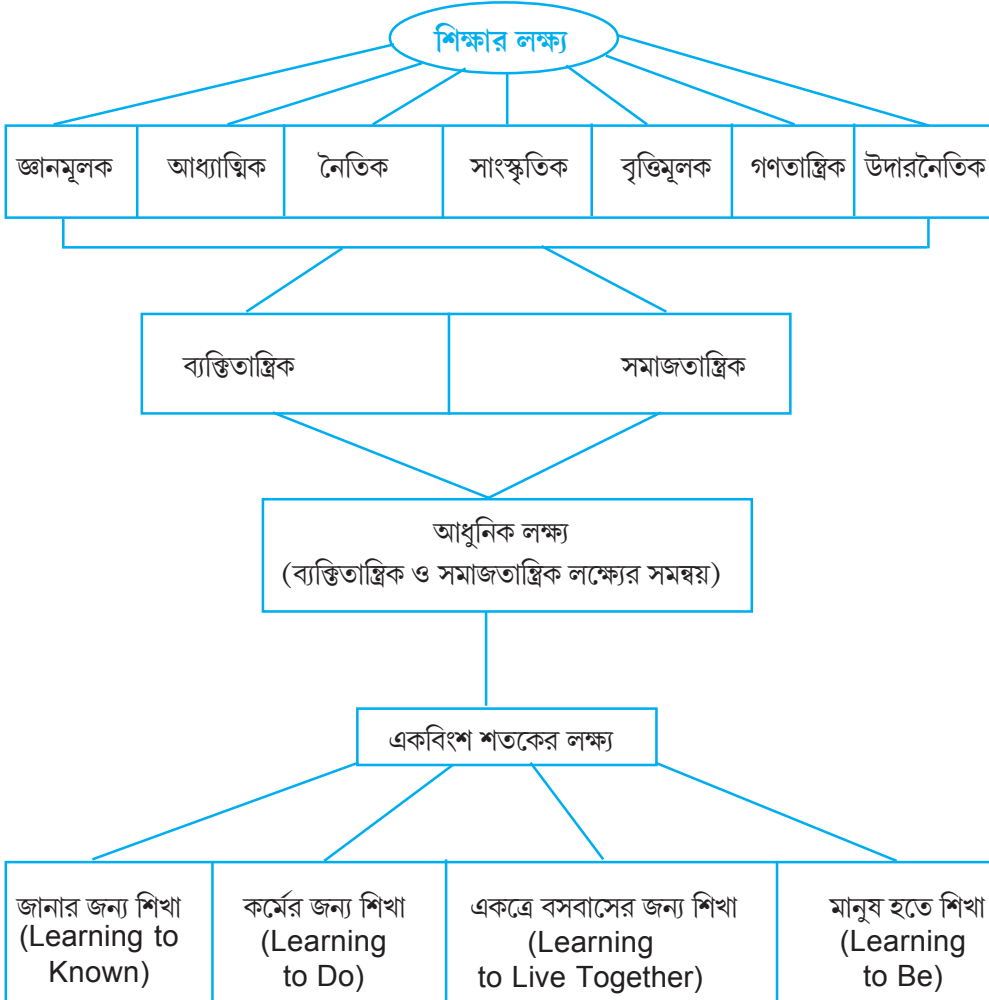 শিক্ষার লক্ষ্য
জ্ঞানমূলক আধ্যাত্মিক নৈতিক সাংস্কৃতিক বৃত্তিমূলক গণতান্ত্রিক উদারনৈতিক
ব্যক্তিতান্ত্রিক সমাজতান্ত্রিক
আধুনিক লক্ষ্য
(ব্যক্তিতান্ত্রিক ও সমাজতান্ত্রিক লক্ষ্যের সমন্বয়)
একবিংশ শতকের লক্ষ্য
জানার জন্য শিখা
(Learning to
Known)
কর্মের জন্য শিখা
(Learning
to Do)
একত্রে বসবাসের জন্য শিখা
(Learning
to Live Together)
মানুষ হতে শিখা
(Learning
to Be)